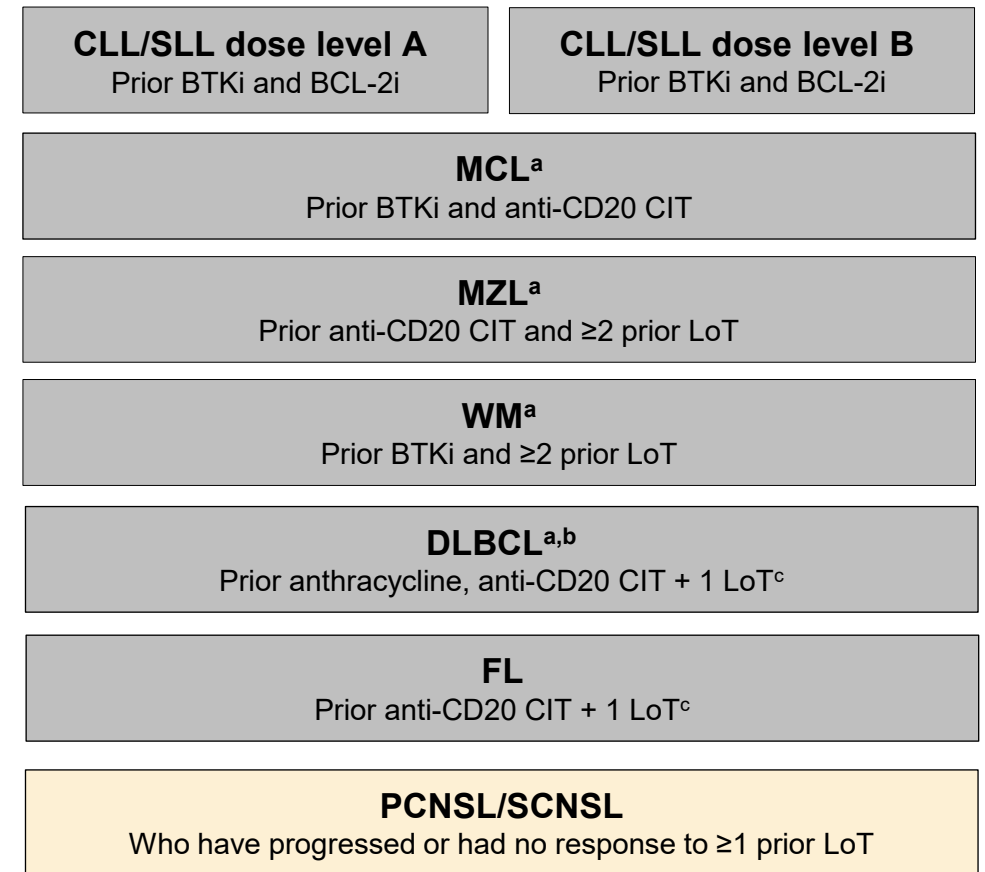 CLL/SLL dose level A
Prior BTKi and BCL-2i
CLL/SLL dose level B
Prior BTKi and BCL-2i
MCLᵃ
Prior BTKi and anti-CD20 CIT
MZLᵃ
Prior anti-CD20 CIT and ≥2 prior LoT
WMᵃ
Prior BTKi and ≥2 prior LoT
DLBCLᵃ,ᵇ
Prior anthracycline, anti-CD20 CIT + 1 LoTᶜ
FL
Prior anti-CD20 CIT + 1 LoTᶜ
PCNSL/SCNSL
Who have progressed or had no response to ≥1 prior LoT